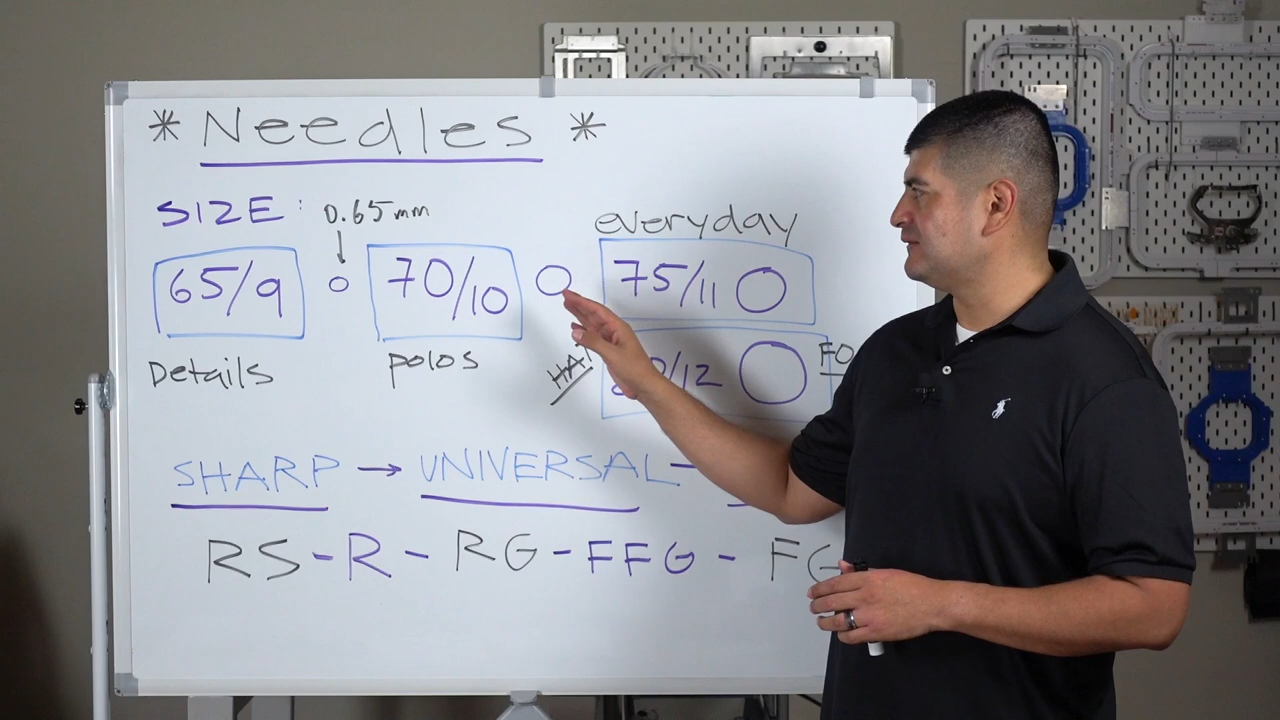 * Needles *
SIZE: 0.65mm
everyday
65/9 70/10 75/11
/12
Details polos
SHARP → UNIVERSAL -
RS - R - RG - FFG - FG